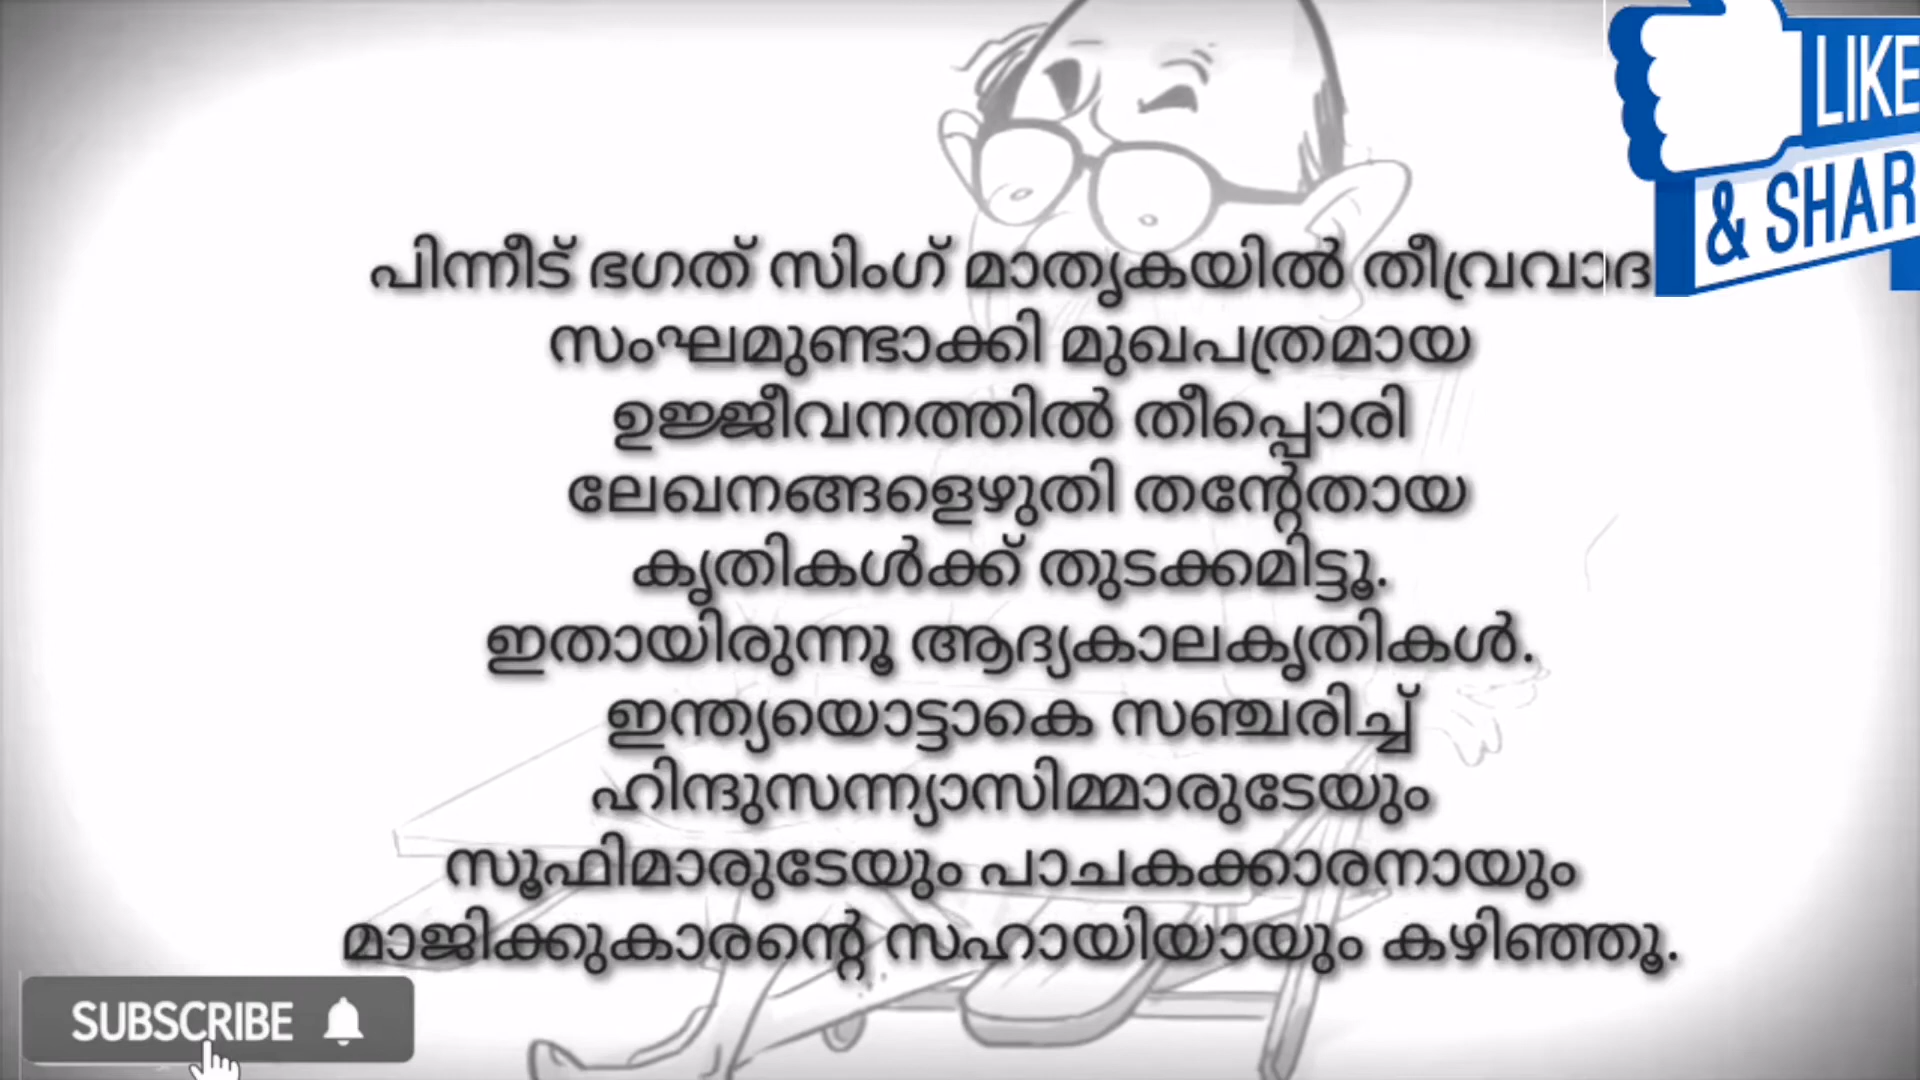 LIKE
& SHAR
പിന്നീട് ഭഗത് സിംഗ് മാതൃകയിൽ തീവ്രവാദ
സംഘമുണ്ടാക്കി മുഖപത്രമായ
ഉജ്ജീവനത്തിൽ തീപ്പൊരി
ലേഖനങ്ങളെഴുതി തന്റേതായ
കൃതികൾക്ക് തുടക്കമിട്ടൂ.
ഇതായിരുന്നൂ ആദ്യകാലകൃതികൾ.
ഇന്ത്യയൊട്ടാകെ സഞ്ചരിച്ച്
ഹിന്ദുസന്ന്യാസിമ്മാരുടേയും
സൂഫിമാരുടേയും പാചകക്കാരനായും
മാജിക്കുകാരന്റെ സഹായിയായും കഴിഞ്ഞൂ.
SUBSCRIBE